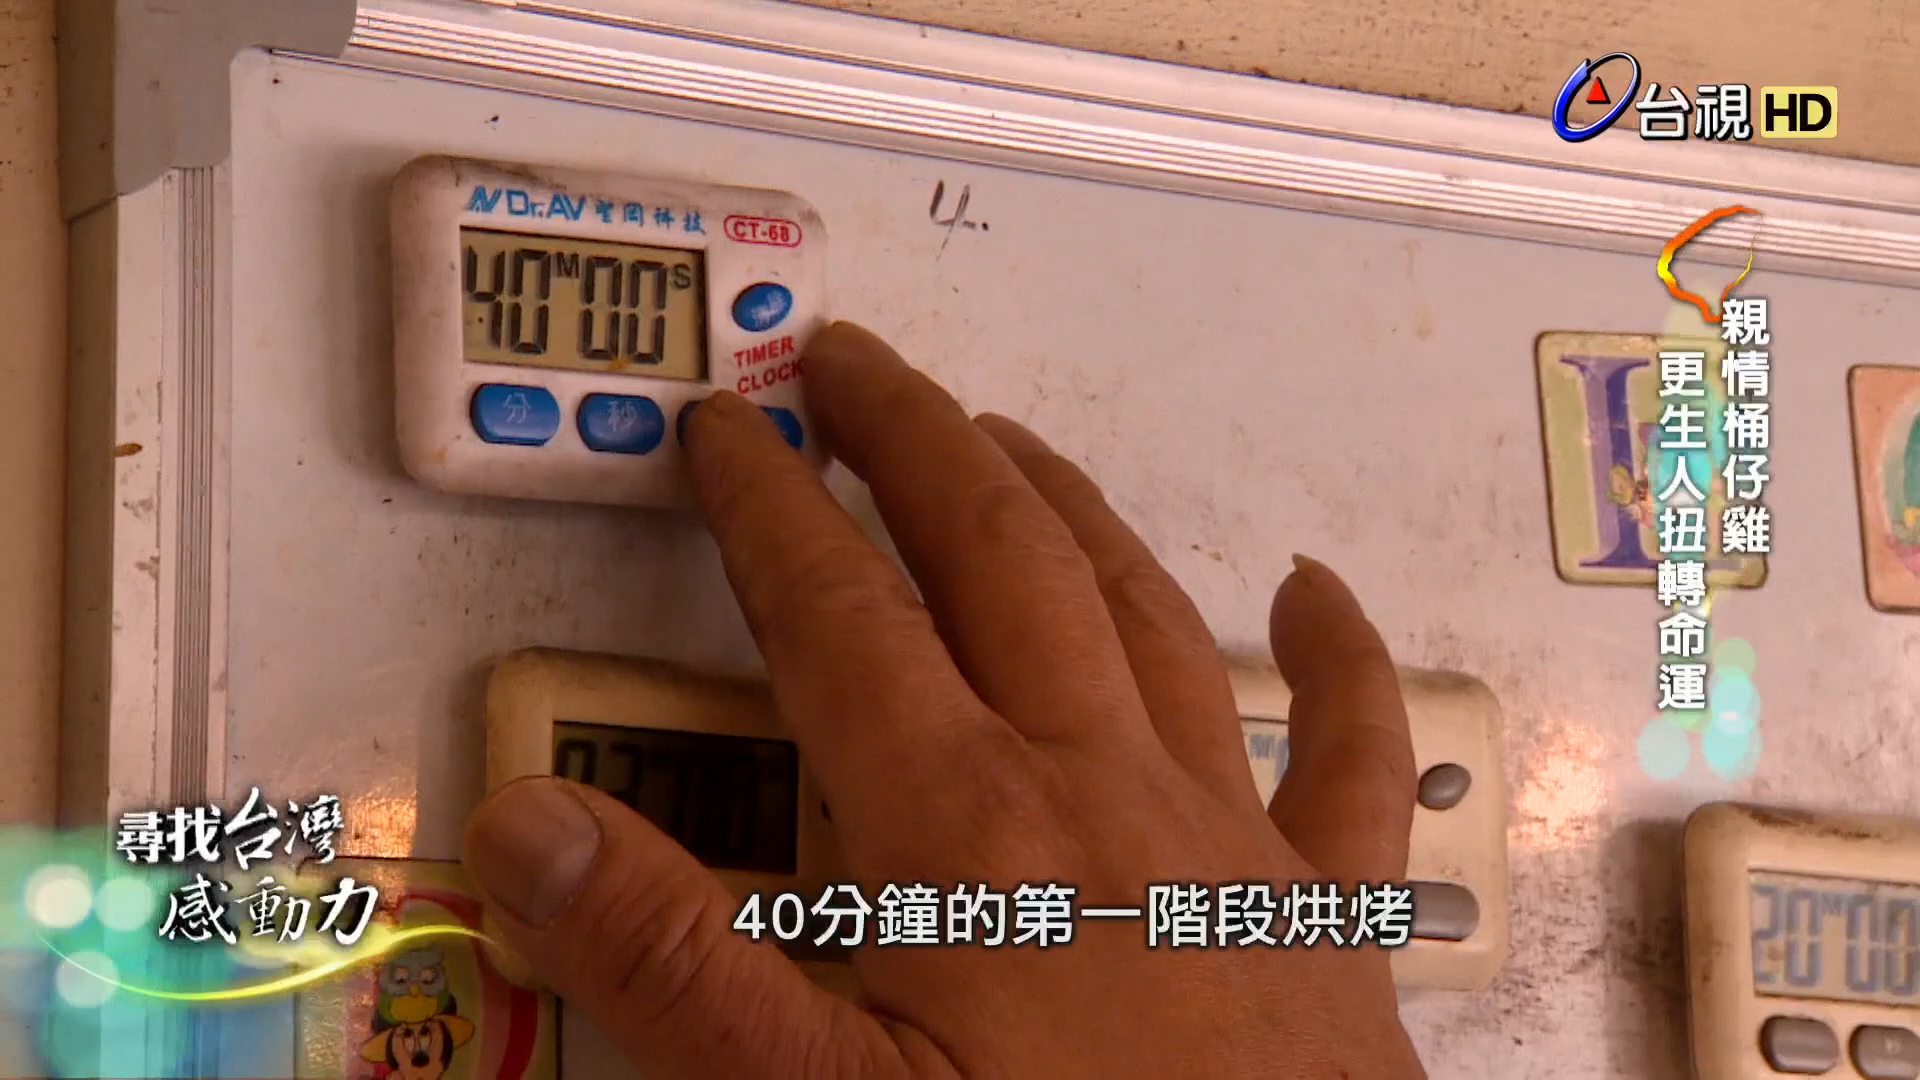 台視 HD
N Dr.AV 聖岡科技
CT-68
40M00S
TIMER
CLOCK
分
秒
4.
親情桶仔雞
更生人扭轉命運
尋找台灣
感動力
40分鐘的第一階段烘烤
20M00